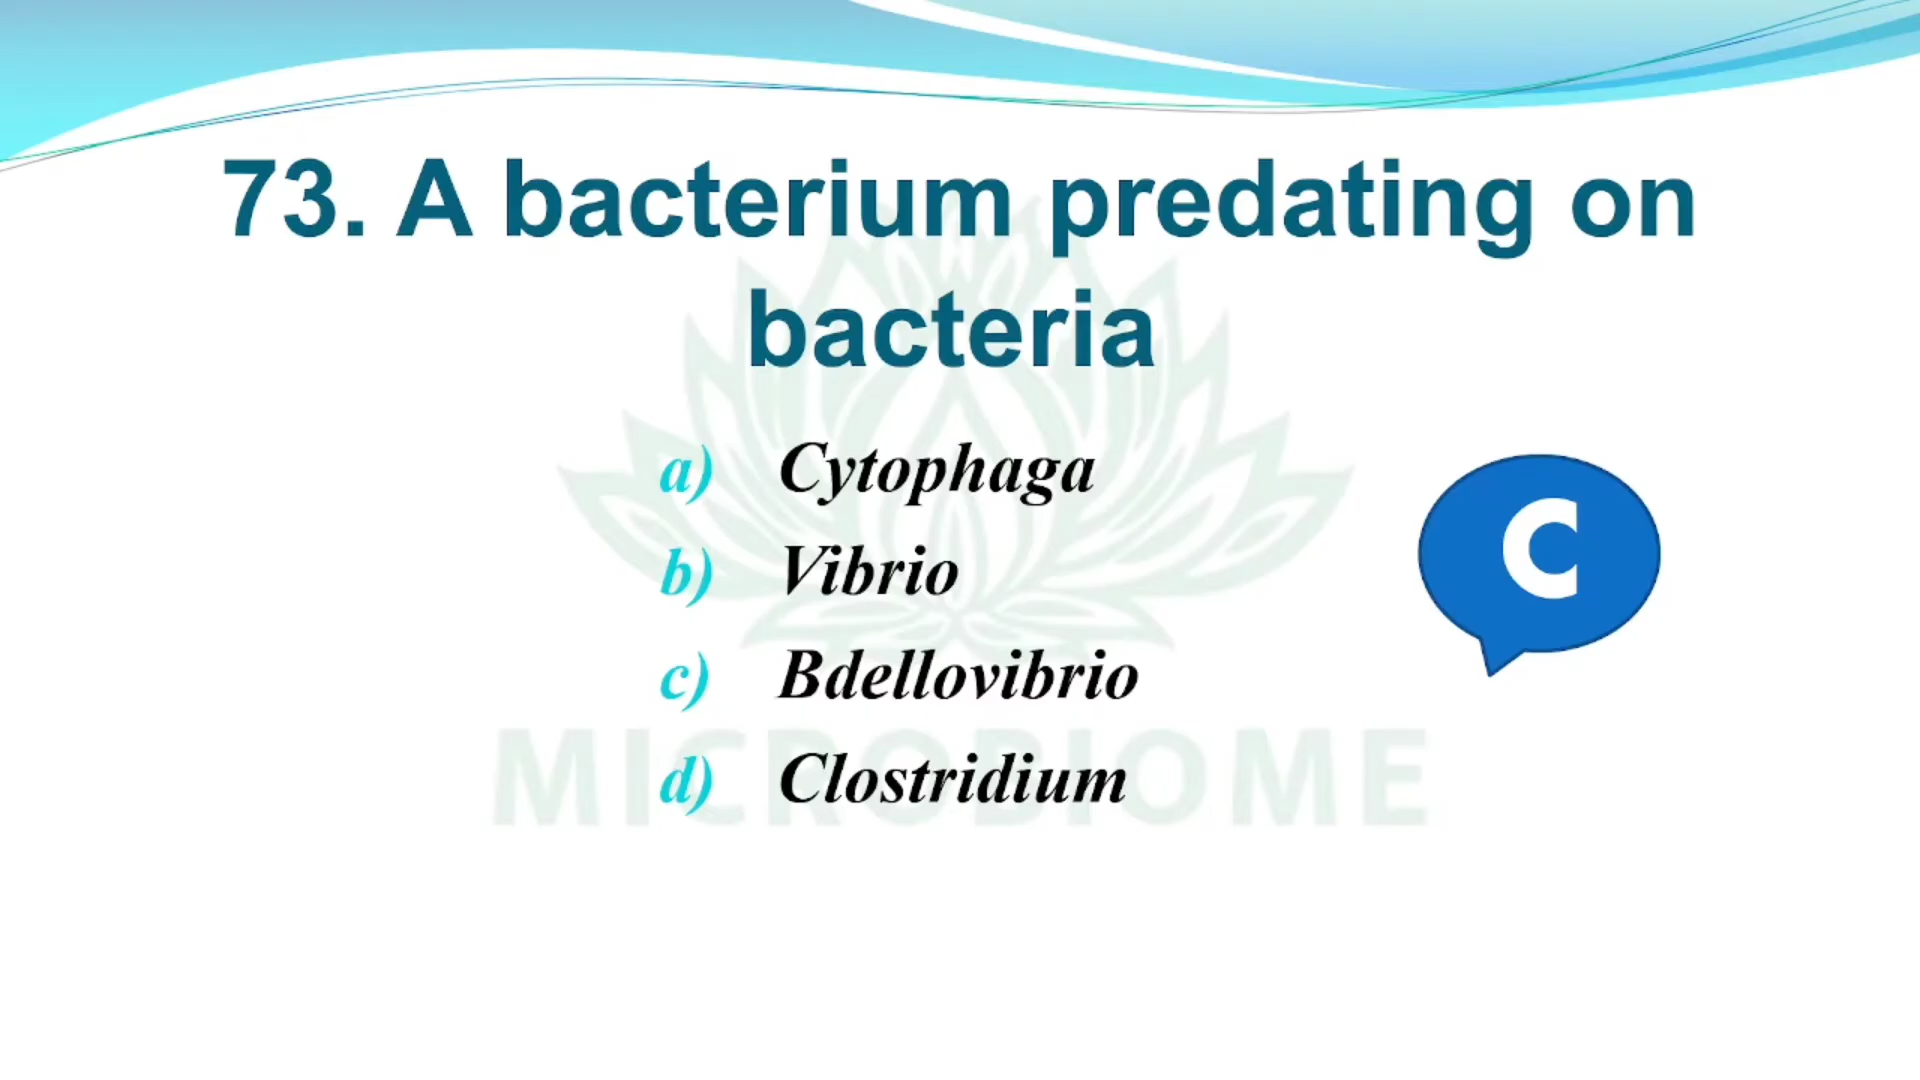 73. A bacterium predating on
bacteria
a) Cytophaga
b) Vibrio
c) Bdellovibrio
d) Clostridium
C
MICROBIOME